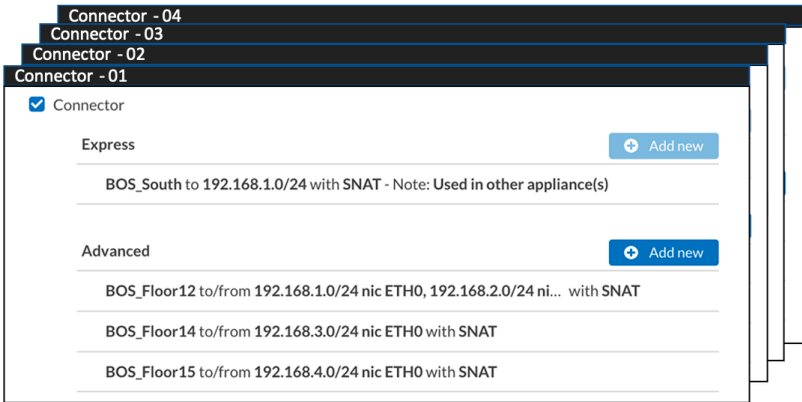 Connector - 04
Connector - 03
Connector - 02
Connector - 01
Connector
Express
Add new
BOS_South to 192.168.1.0/24 with SNAT - Note: Used in other appliance(s)
Advanced
Add new
BOS_Floor12 to/from 192.168.1.0/24 nic ETH0, 192.168.2.0/24 ni... with SNAT
BOS_Floor14 to/from 192.168.3.0/24 nic ETH0 with SNAT
BOS_Floor15 to/from 192.168.4.0/24 nic ETH0 with SNAT